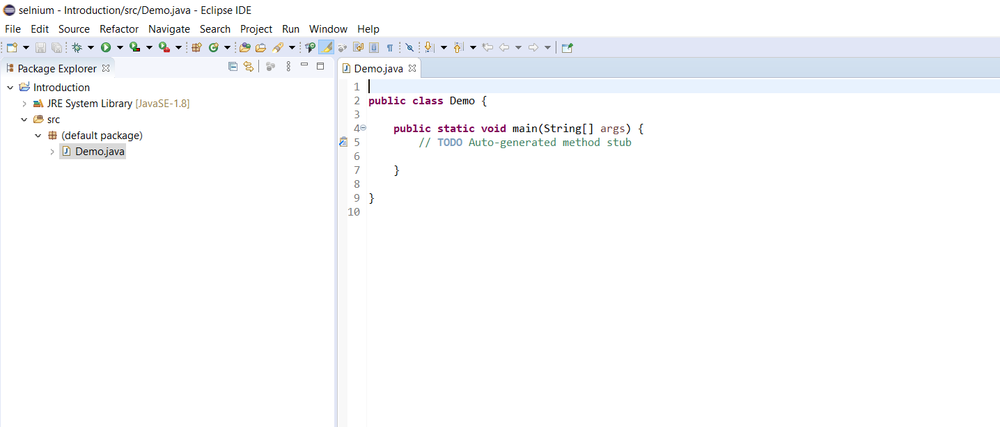 selnium - Introduction/src/Demo.java - Eclipse IDE
File Edit Source Refactor Navigate Search Project Run Window Help
Package Explorer
Introduction
JRE System Library [JavaSE-1.8]
src
(default package)
Demo.java
Demo.java
1
2 public class Demo {
3
4 public static void main(String[] args) {
5 // TODO Auto-generated method stub
6
7 }
8
9 }
10